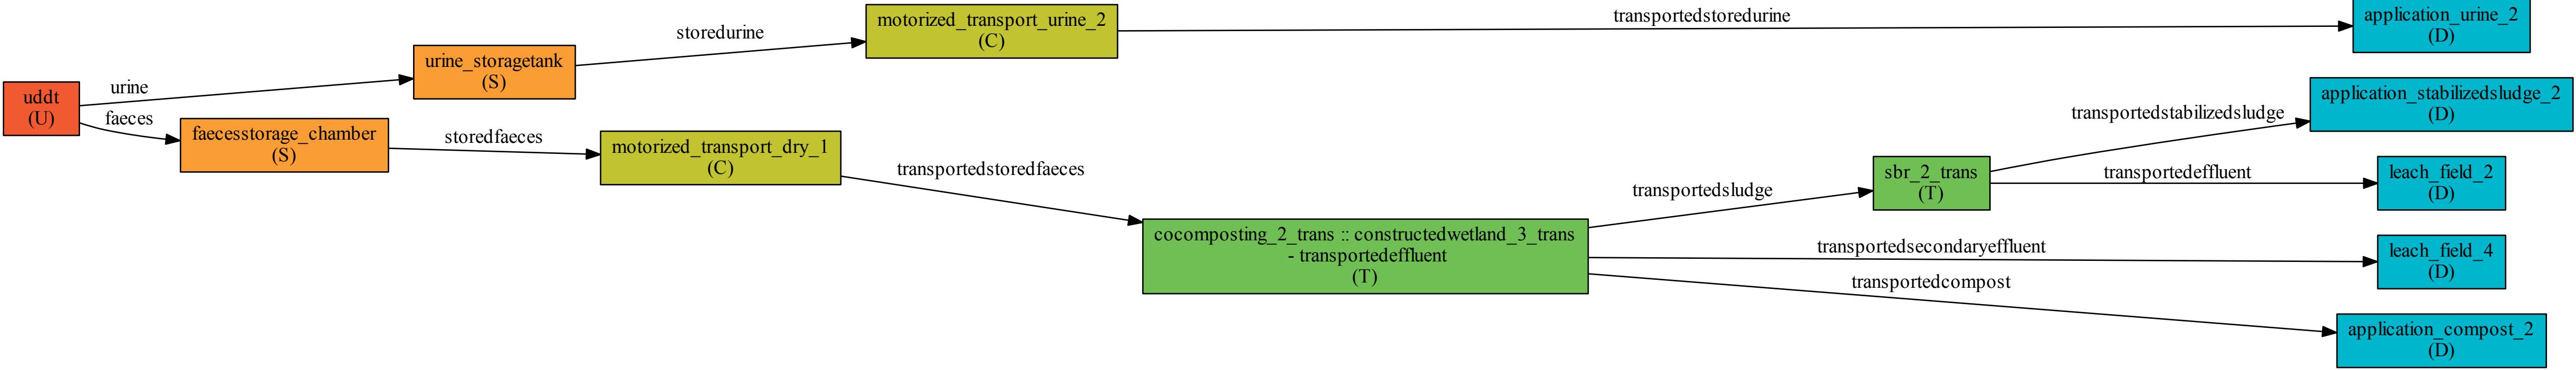 uddt
(U)
urine
faeces
urine_storagetank
(S)
faecesstorage_chamber
(S)
storedurine
storedfaeces
motorized_transport_urine_2
(C)
motorized_transport_dry_1
(C)
transportedstoredurine
transportedstoredfaeces
cocomposting_2_trans :: constructedwetland_3_trans
- transportedeffluent
(T)
transportedsludge
transportedsecondaryeffluent
transportedcompost
sbr_2_trans
(T)
transportedstabilizedsludge
transportedeffluent
application_urine_2
(D)
application_stabilizedsludge_2
(D)
leach_field_2
(D)
leach_field_4
(D)
application_compost_2
(D)